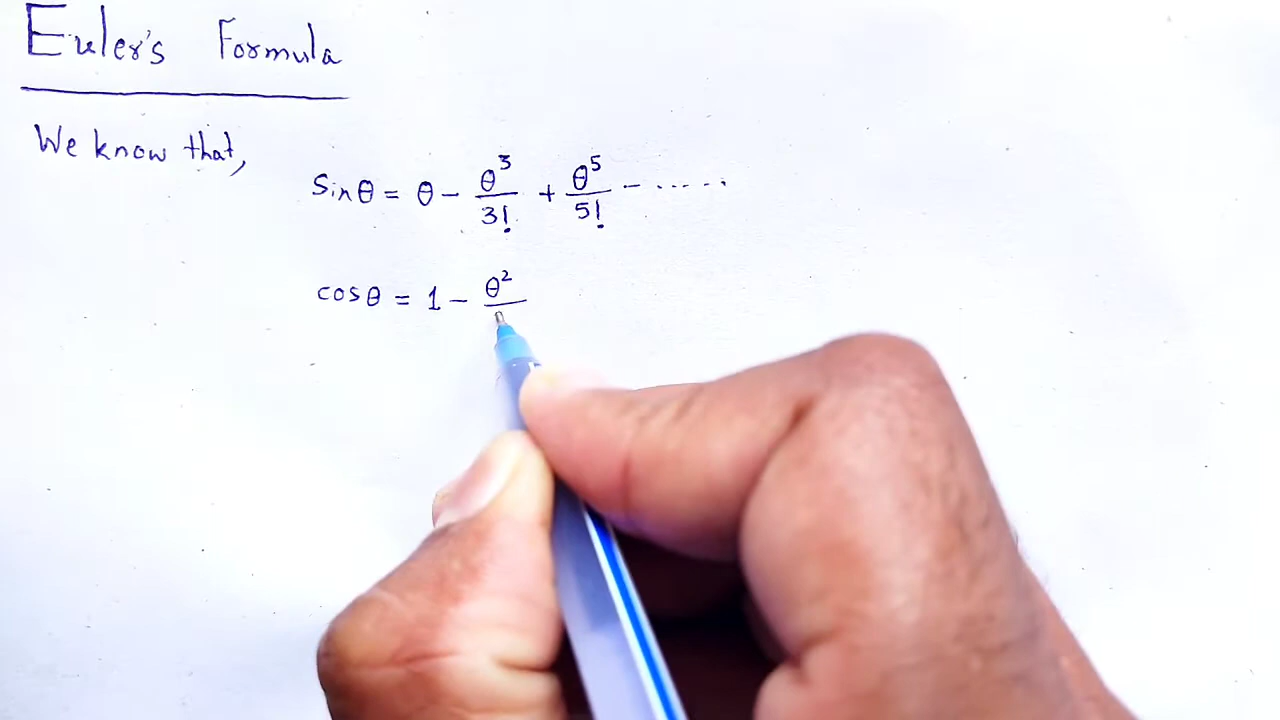 Euler's Formula
We know that,
Sinθ = θ - θ³/3! + θ⁵/5! - ......
cosθ = 1 - θ²/